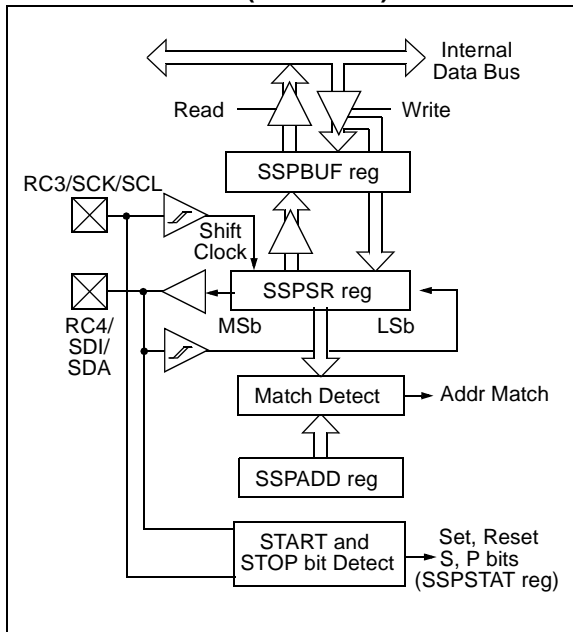 Internal
Data Bus
Read
Write
SSPBUF reg
RC3/SCK/SCL
Shift
Clock
SSPSR reg
MSb
LSb
RC4/
SDI/
SDA
Match Detect
Addr Match
SSPADD reg
START and
STOP bit Detect
Set, Reset
S, P bits
(SSPSTAT reg)